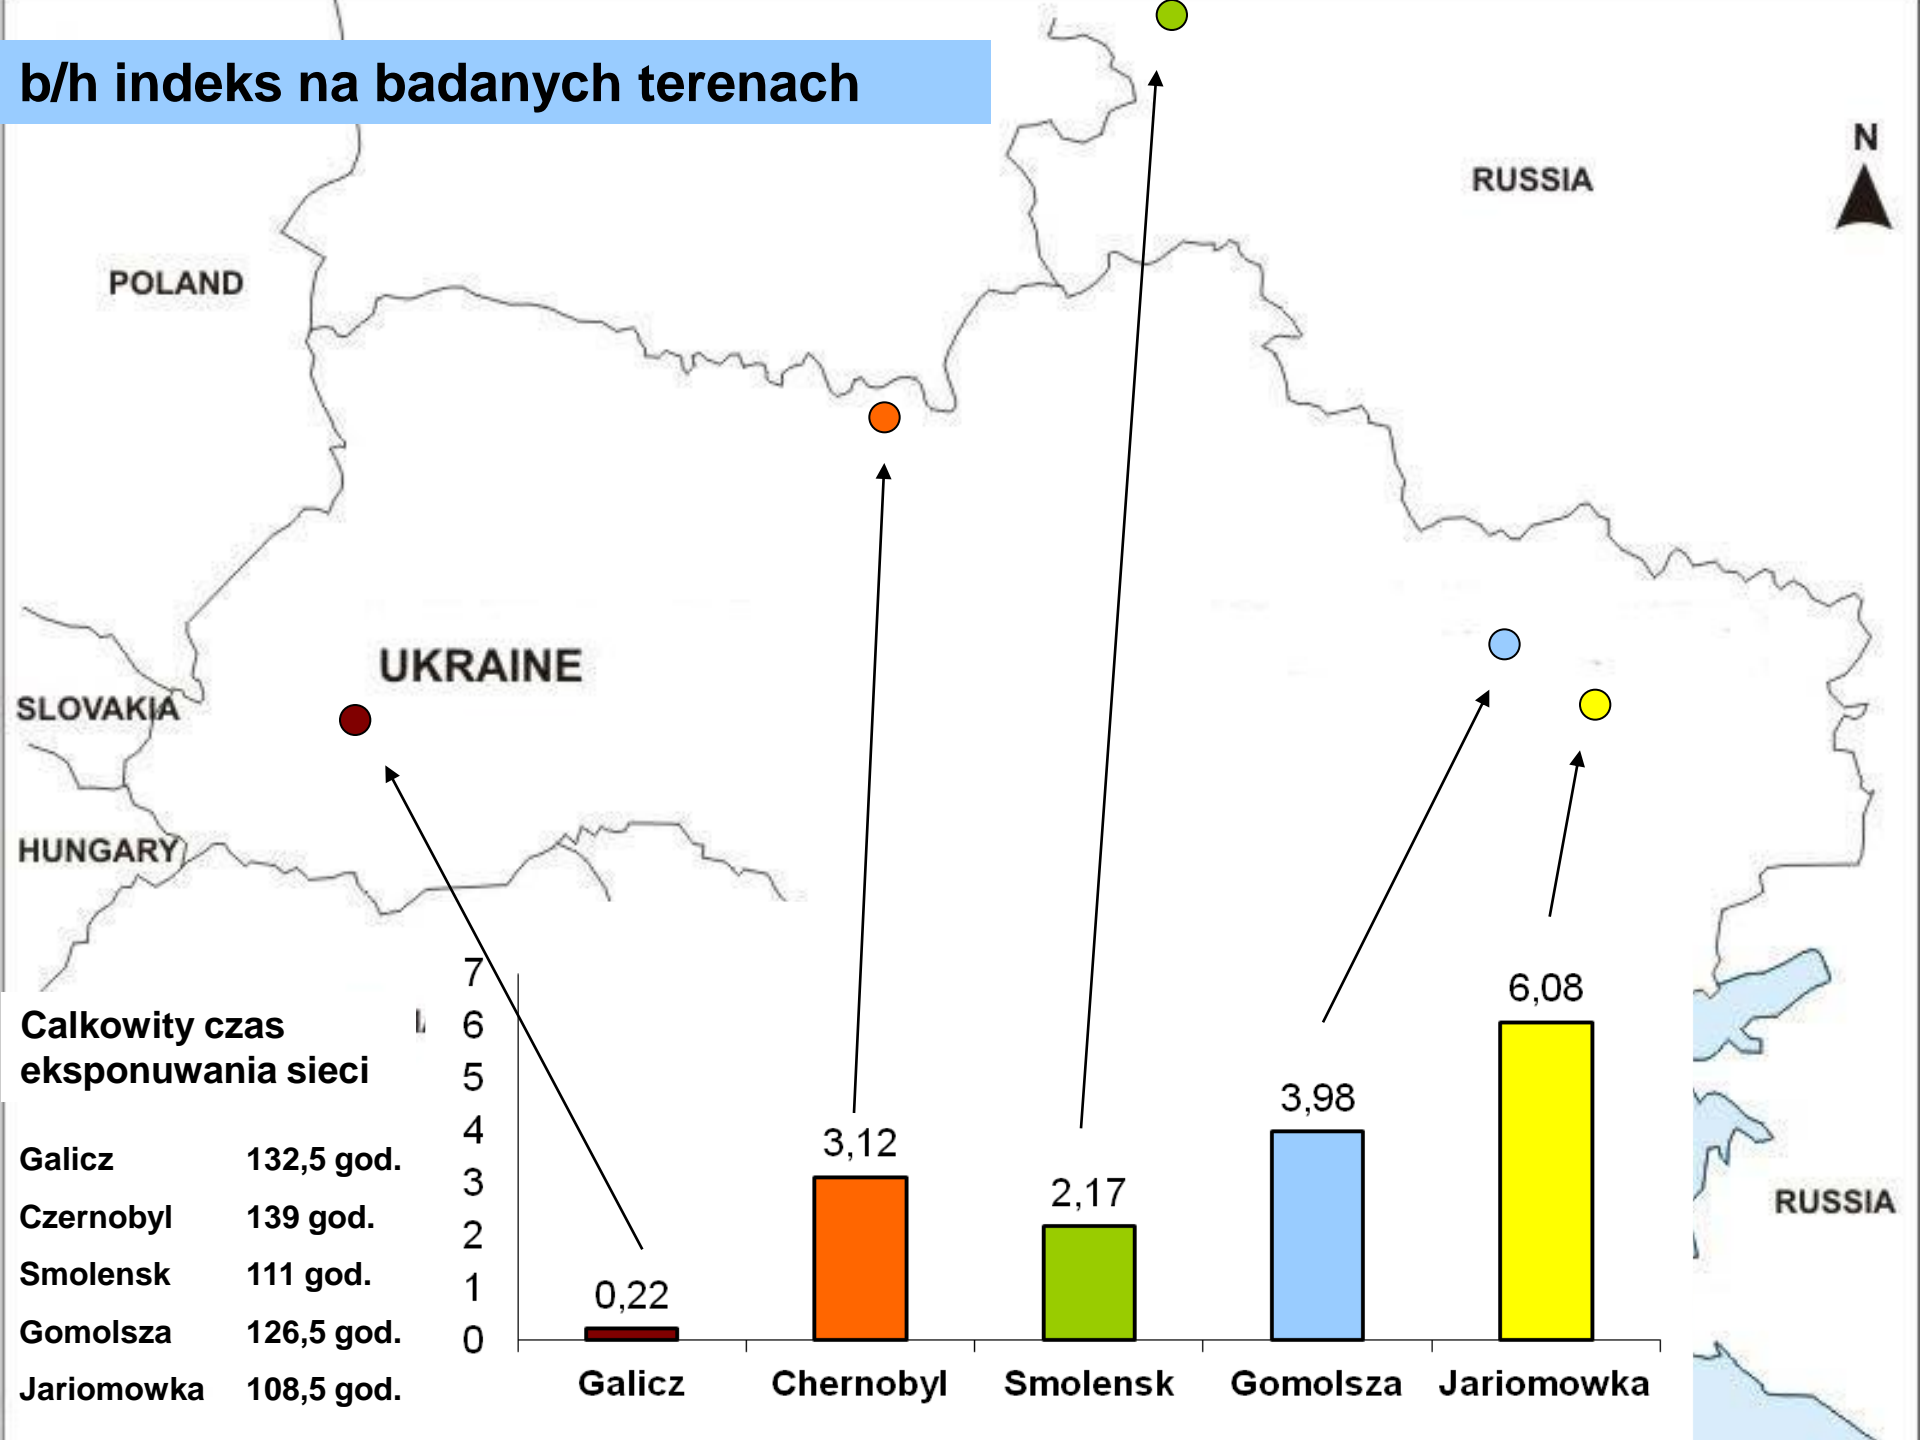 b/h indeks na badanych terenach
N
RUSSIA
POLAND
UKRAINE
SLOVAKIA
HUNGARY
Calkowity czas
eksponuwania sieci
Galicz 132,5 god.
Czernobyl 139 god.
Smolensk 111 god.
Gomolsza 126,5 god.
Jariomowka 108,5 god.
7
6
5
4
3
2
1
0
0,22
3,12
2,17
3,98
6,08
Galicz Chernobyl Smolensk Gomolsza Jariomowka
RUSSIA